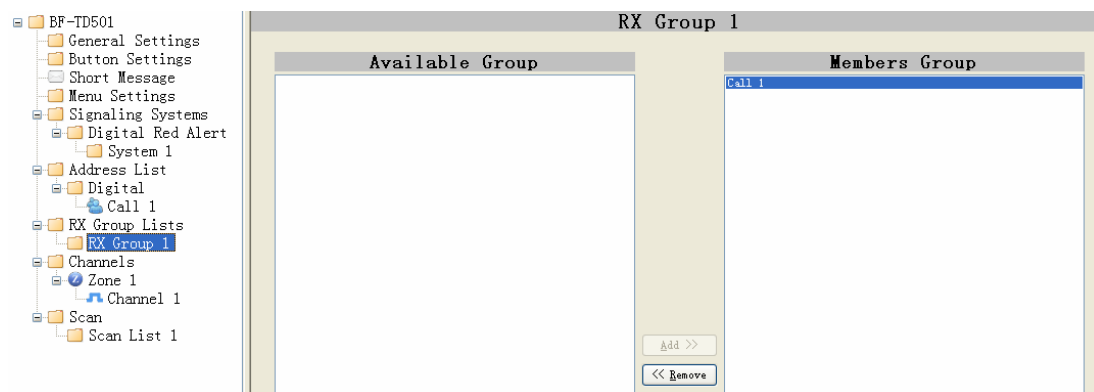 BF-TD501
General Settings
Button Settings
Short Message
Menu Settings
Signaling Systems
Digital Red Alert
System 1
Address List
Digital
Call 1
RX Group Lists
RX Group 1
Channels
Zone 1
Channel 1
Scan
Scan List 1
RX Group 1
Available Group
Members Group
Call 1
Add >>
<< Remove